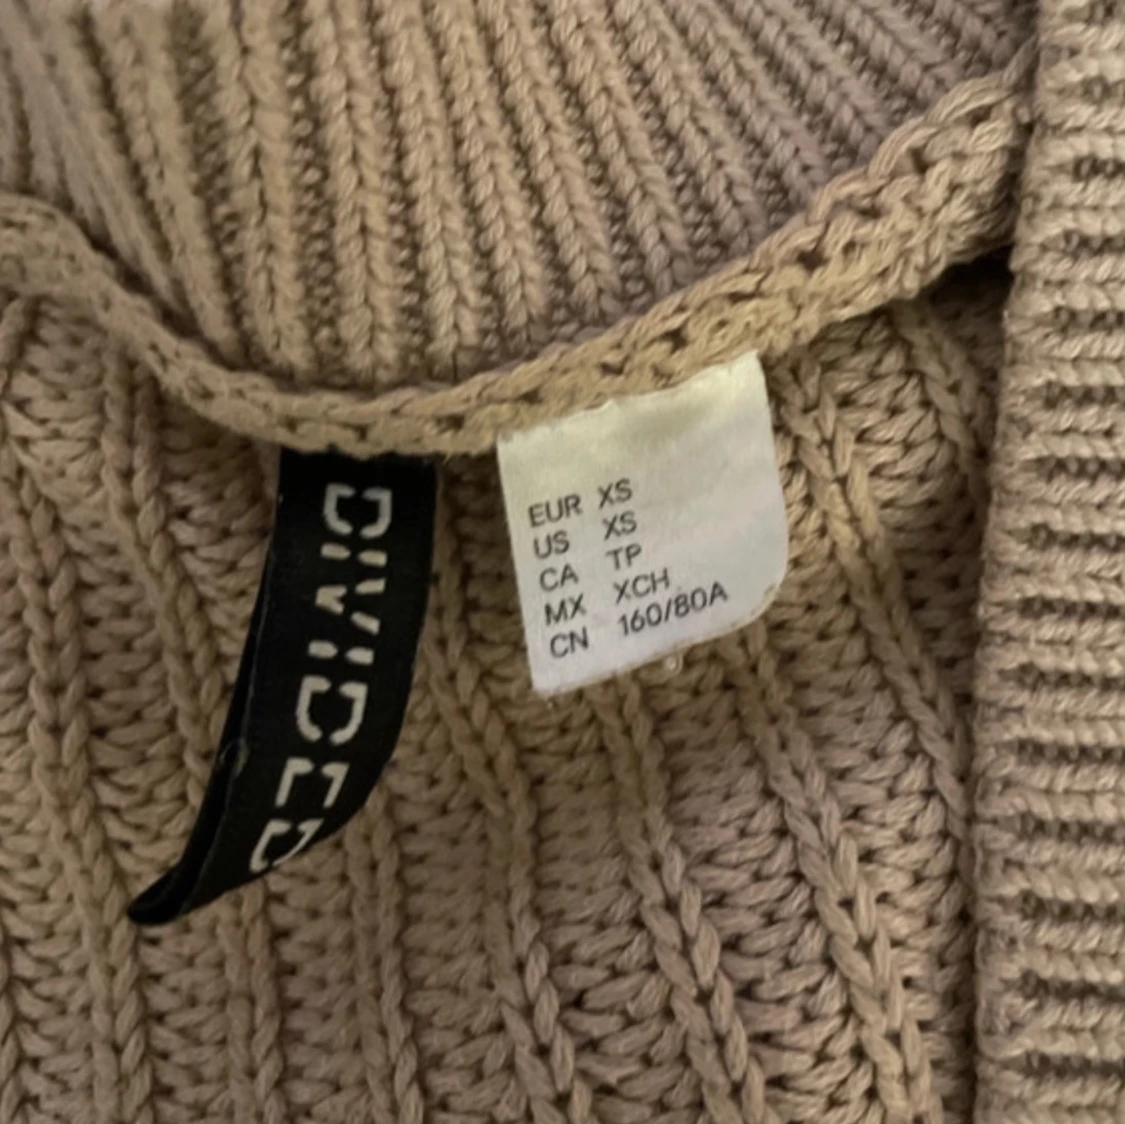 DIVIDED
EUR XS
US XS
CA TP
MX XCH
CN 160/80A